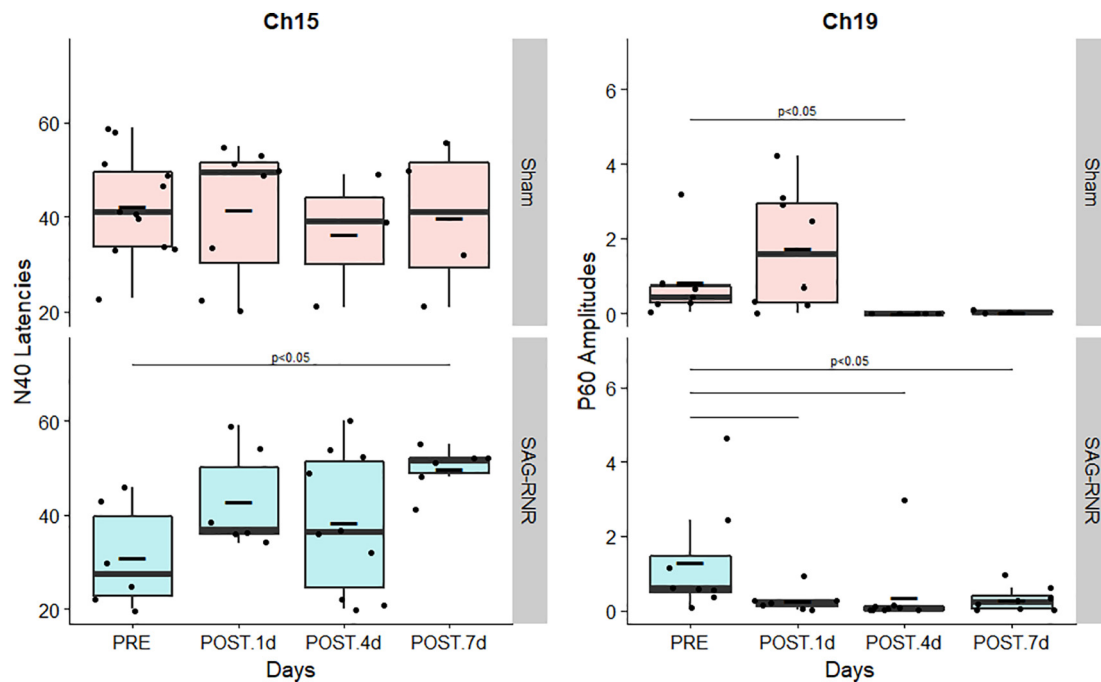 Ch15
N40 Latencies
60
40
20
Sham
p<0.05
60
40
20
SAG-RNR
PRE POST.1d POST.4d POST.7d
Days
Ch19
P60 Amplitudes
6
4
2
0
p<0.05
Sham
6
4
2
0
p<0.05
SAG-RNR
PRE POST.1d POST.4d POST.7d
Days